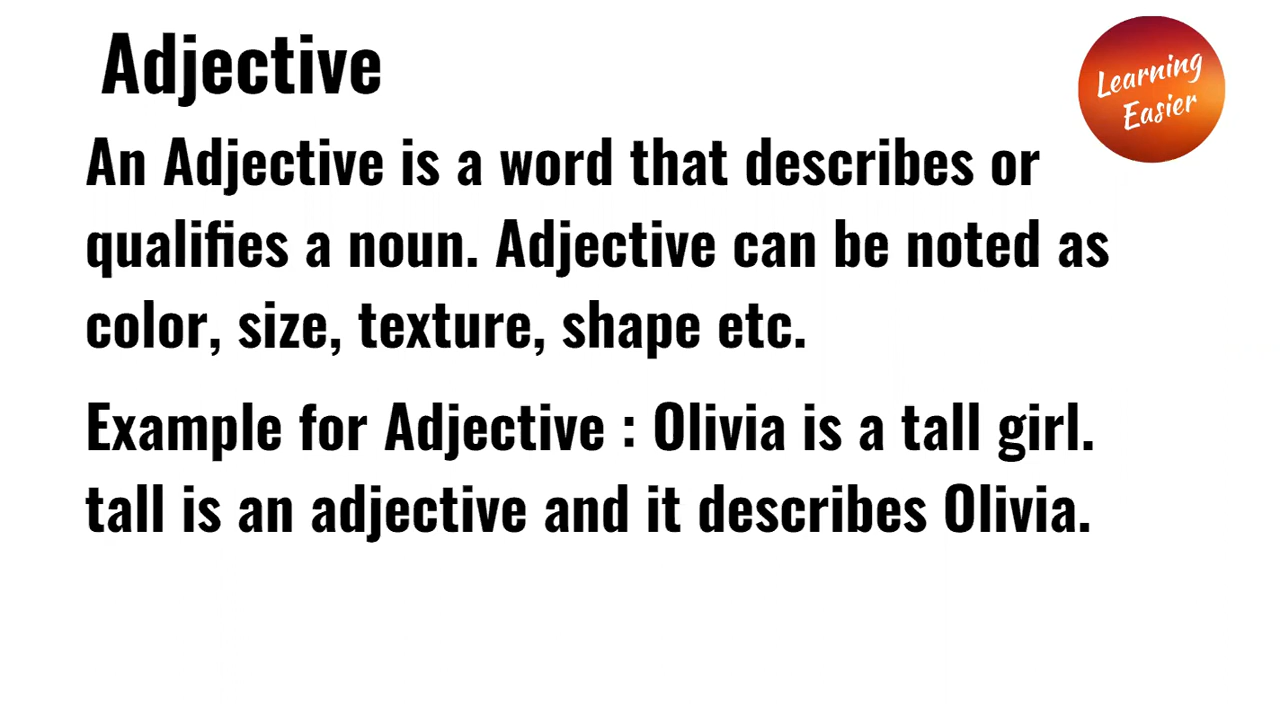 Adjective
Learning
Easier
An Adjective is a word that describes or
qualifies a noun. Adjective can be noted as
color, size, texture, shape etc.
Example for Adjective : Olivia is a tall girl.
tall is an adjective and it describes Olivia.